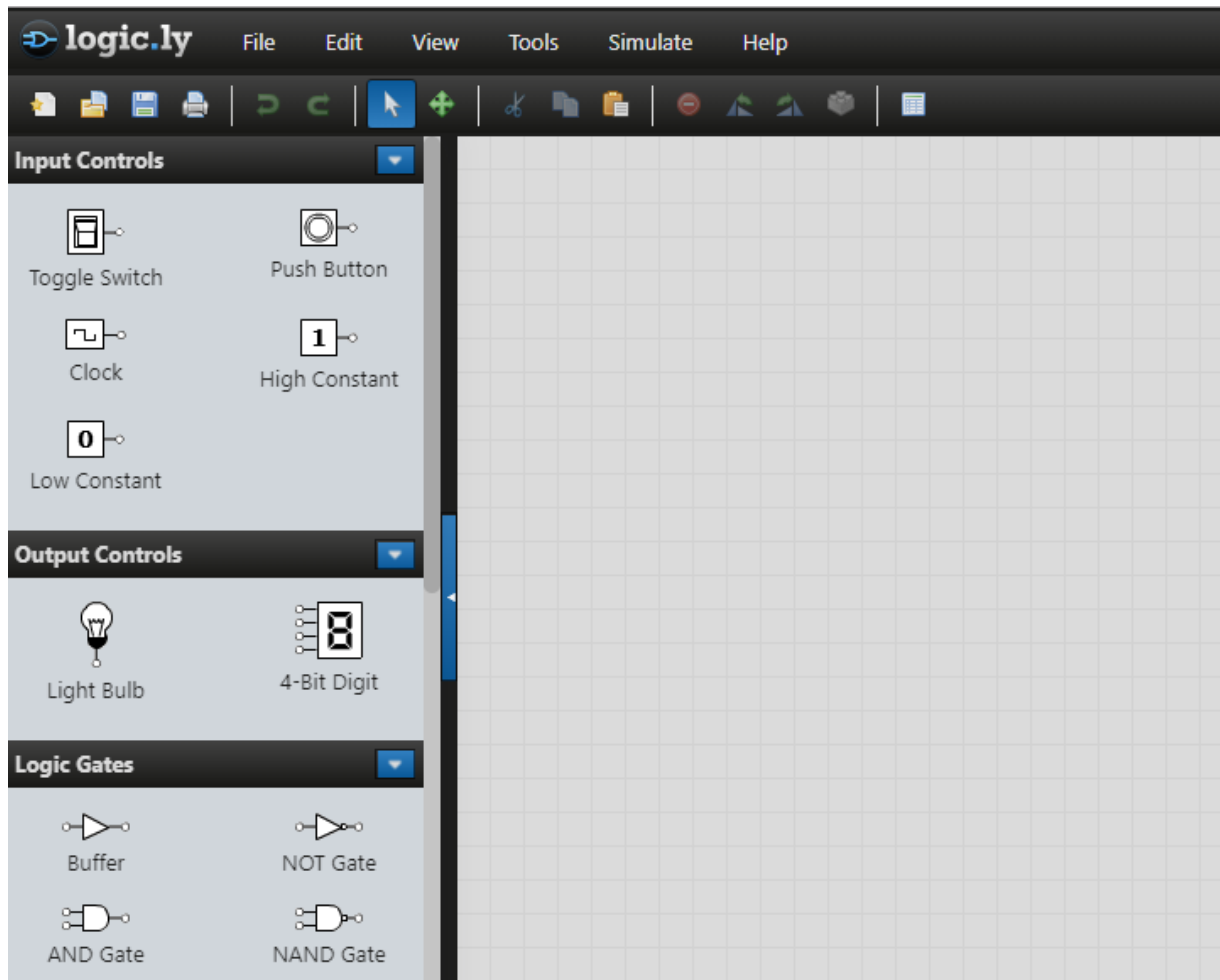 logic.ly File Edit View Tools Simulate Help
Input Controls
Toggle Switch
Push Button
Clock
1
High Constant
0
Low Constant
Output Controls
Light Bulb
8
4-Bit Digit
Logic Gates
Buffer
NOT Gate
AND Gate
NAND Gate